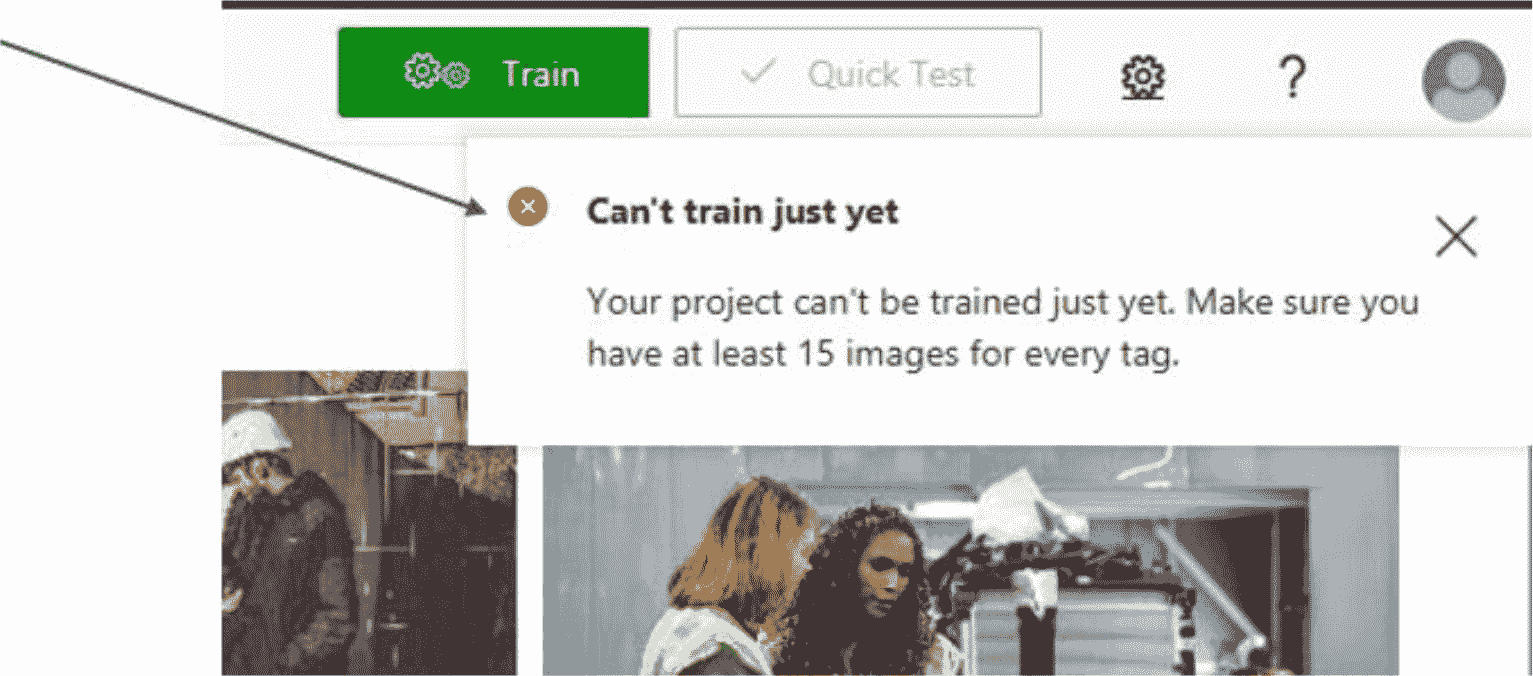 Train
Quick Test
?
Can't train just yet
Your project can't be trained just yet. Make sure you
have at least 15 images for every tag.